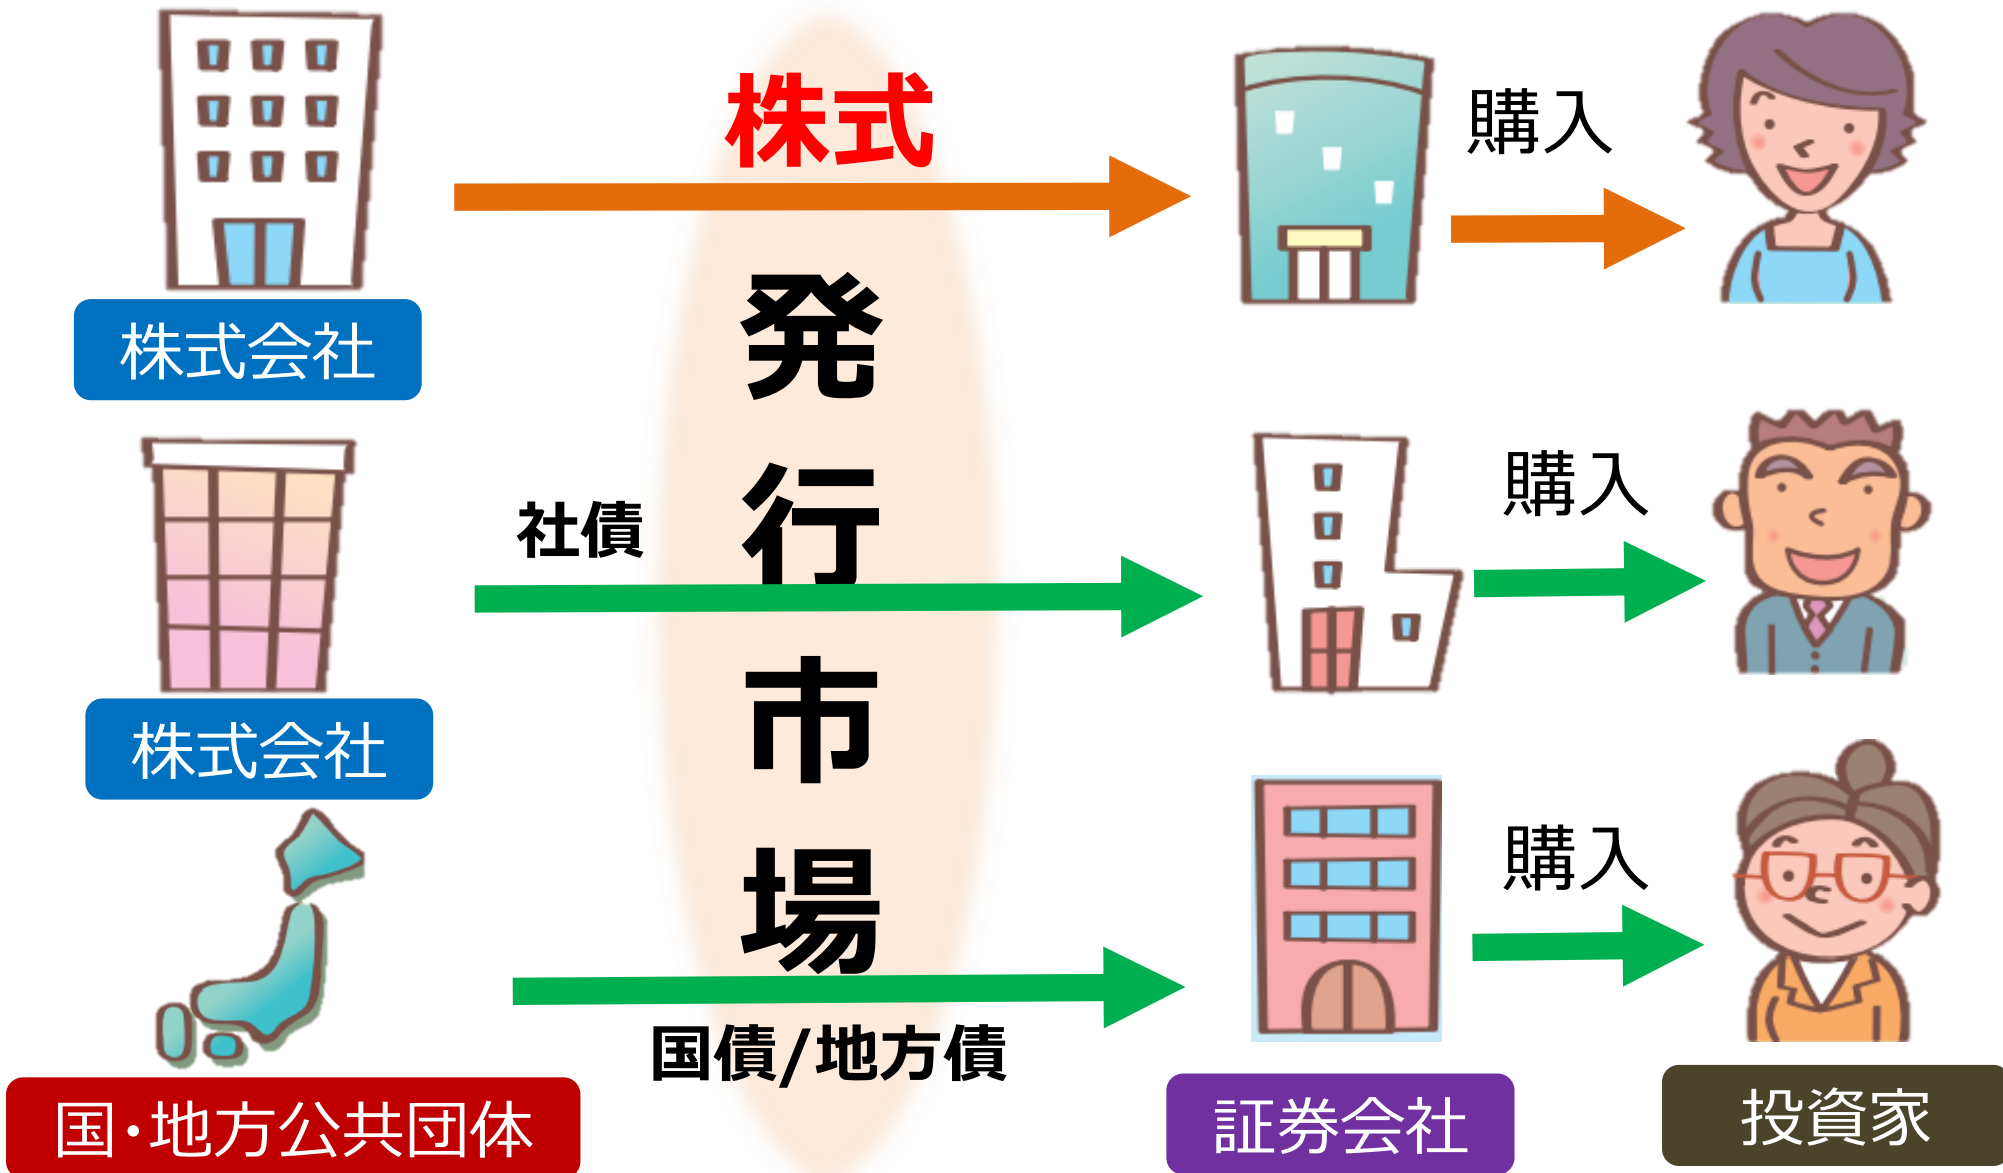 株式
購入
株式会社
発行市場
社債
購入
株式会社
購入
国債/地方債
国・地方公共団体
証券会社
投資家